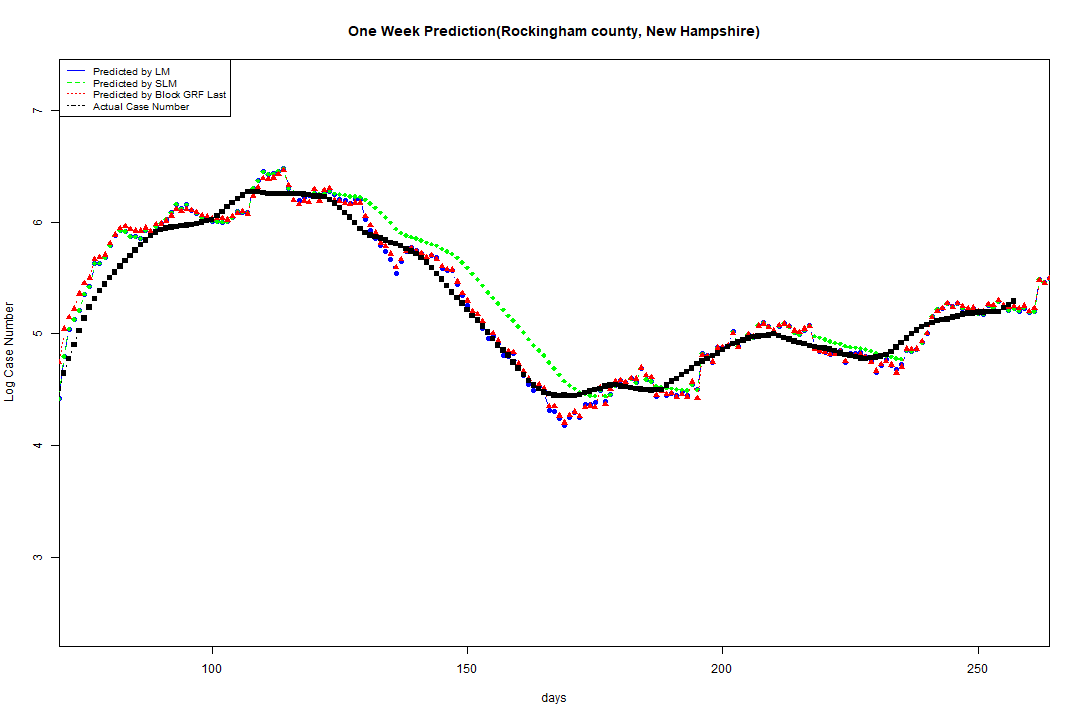 One Week Prediction(Rockingham county, New Hampshire)
Predicted by LM
Predicted by SLM
Predicted by Block GRF Last
Actual Case Number
7
6
5
4
3
Log Case Number
100 150 200 250
days